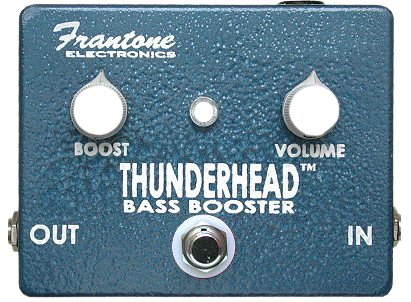 Frantone
ELECTRONICS
BOOST
VOLUME
THUNDERHEAD™
BASS BOOSTER
OUT
IN